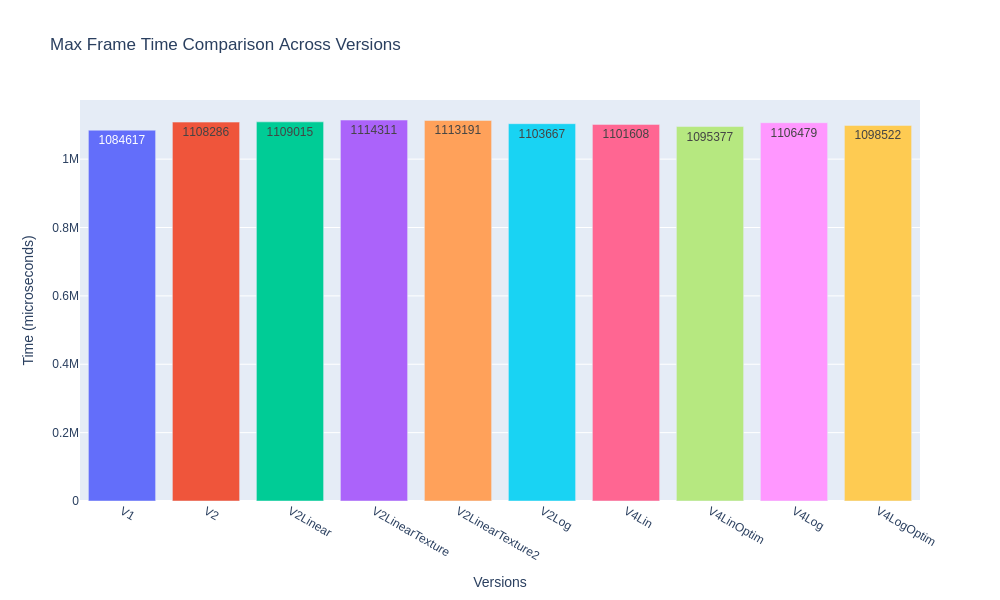 Max Frame Time Comparison Across Versions
1084617
1108286
1109015
1114311
1113191
1103667
1101608
1095377
1106479
1098522
1M
0.8M
0.6M
0.4M
0.2M
0
Time (microseconds)
V1
V2
V2Linear
V2LinearTexture
V2LinearTexture2
V2Log
V4Lin
V4LinOptim
V4Log
V4LogOptim
Versions